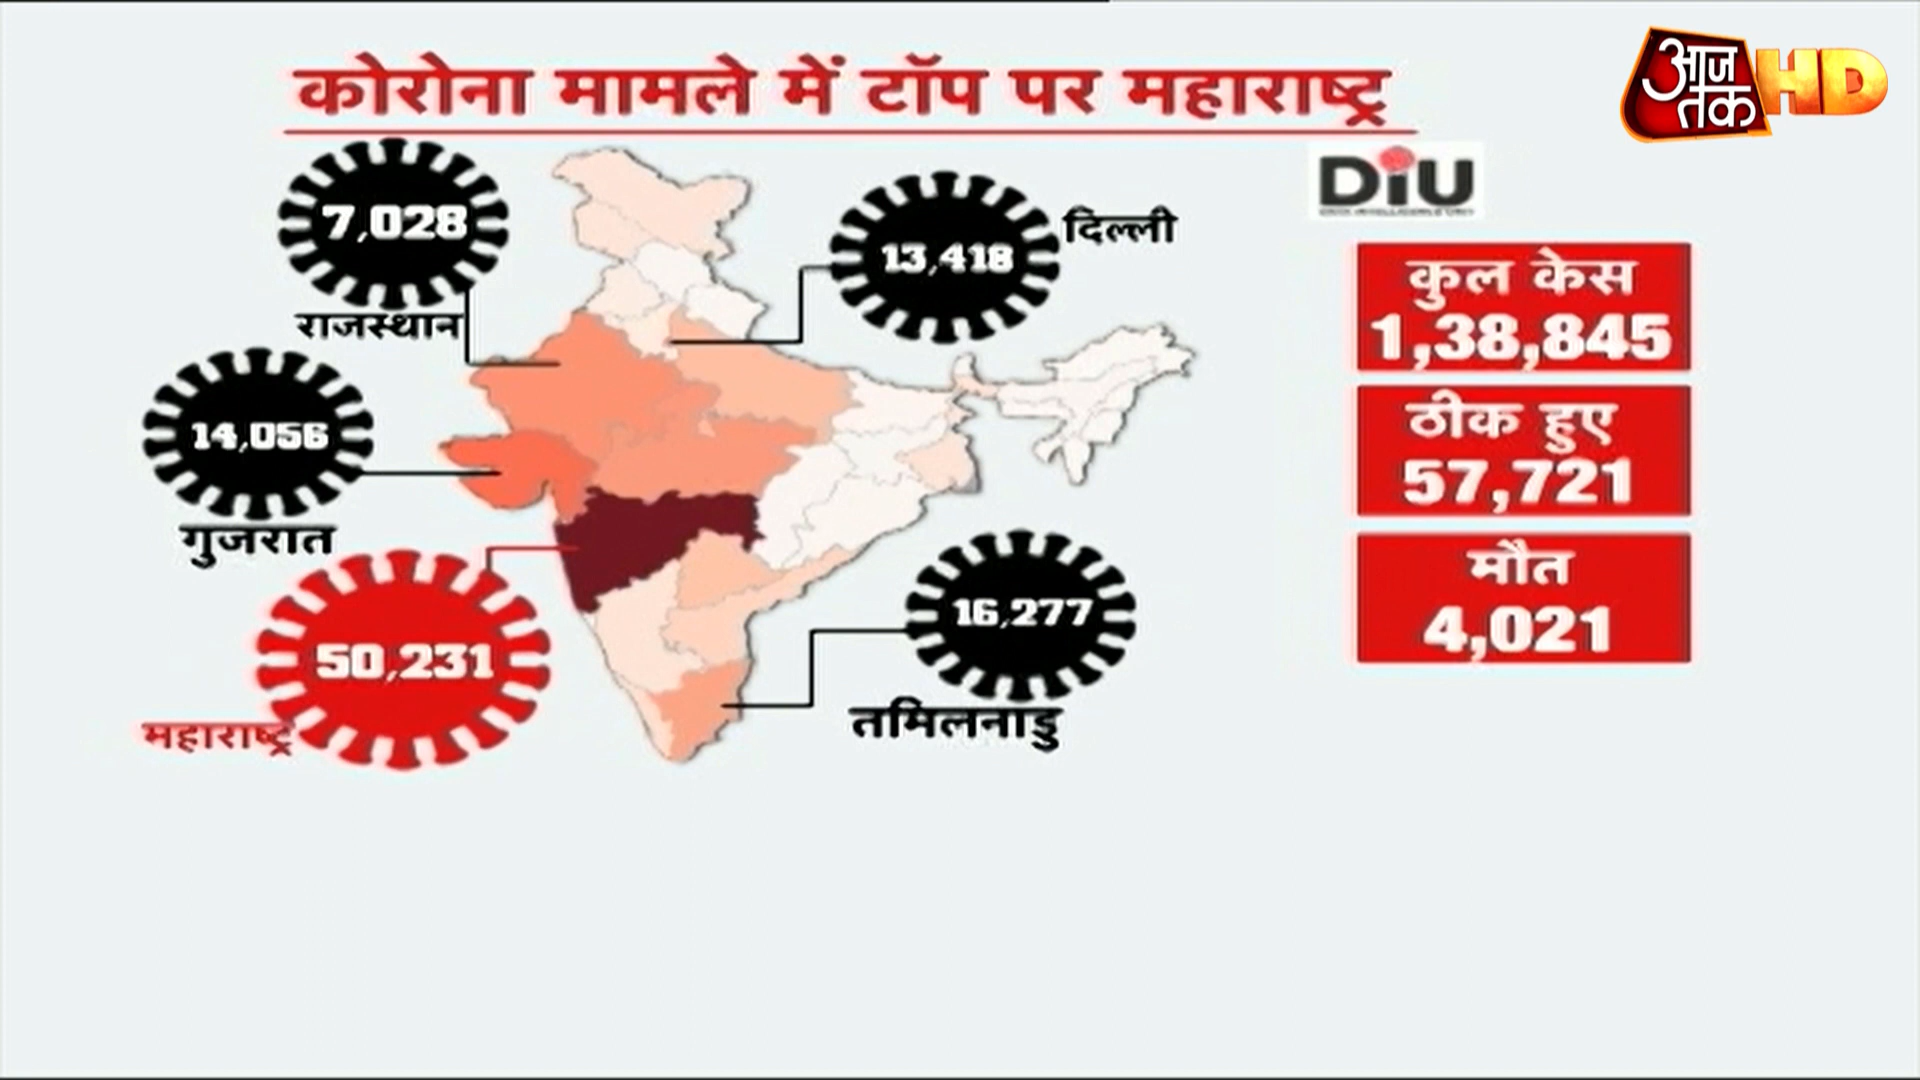 कोरोना मामले में टॉप पर महाराष्ट्र
आज
तक HD
DiU
7,028
राजस्थान
13,418
दिल्ली
14,056
गुजरात
50,231
महाराष्ट्र
16,277
तमिलनाडु
कुल केस
1,38,845
ठीक हुए
57,721
मौत
4,021